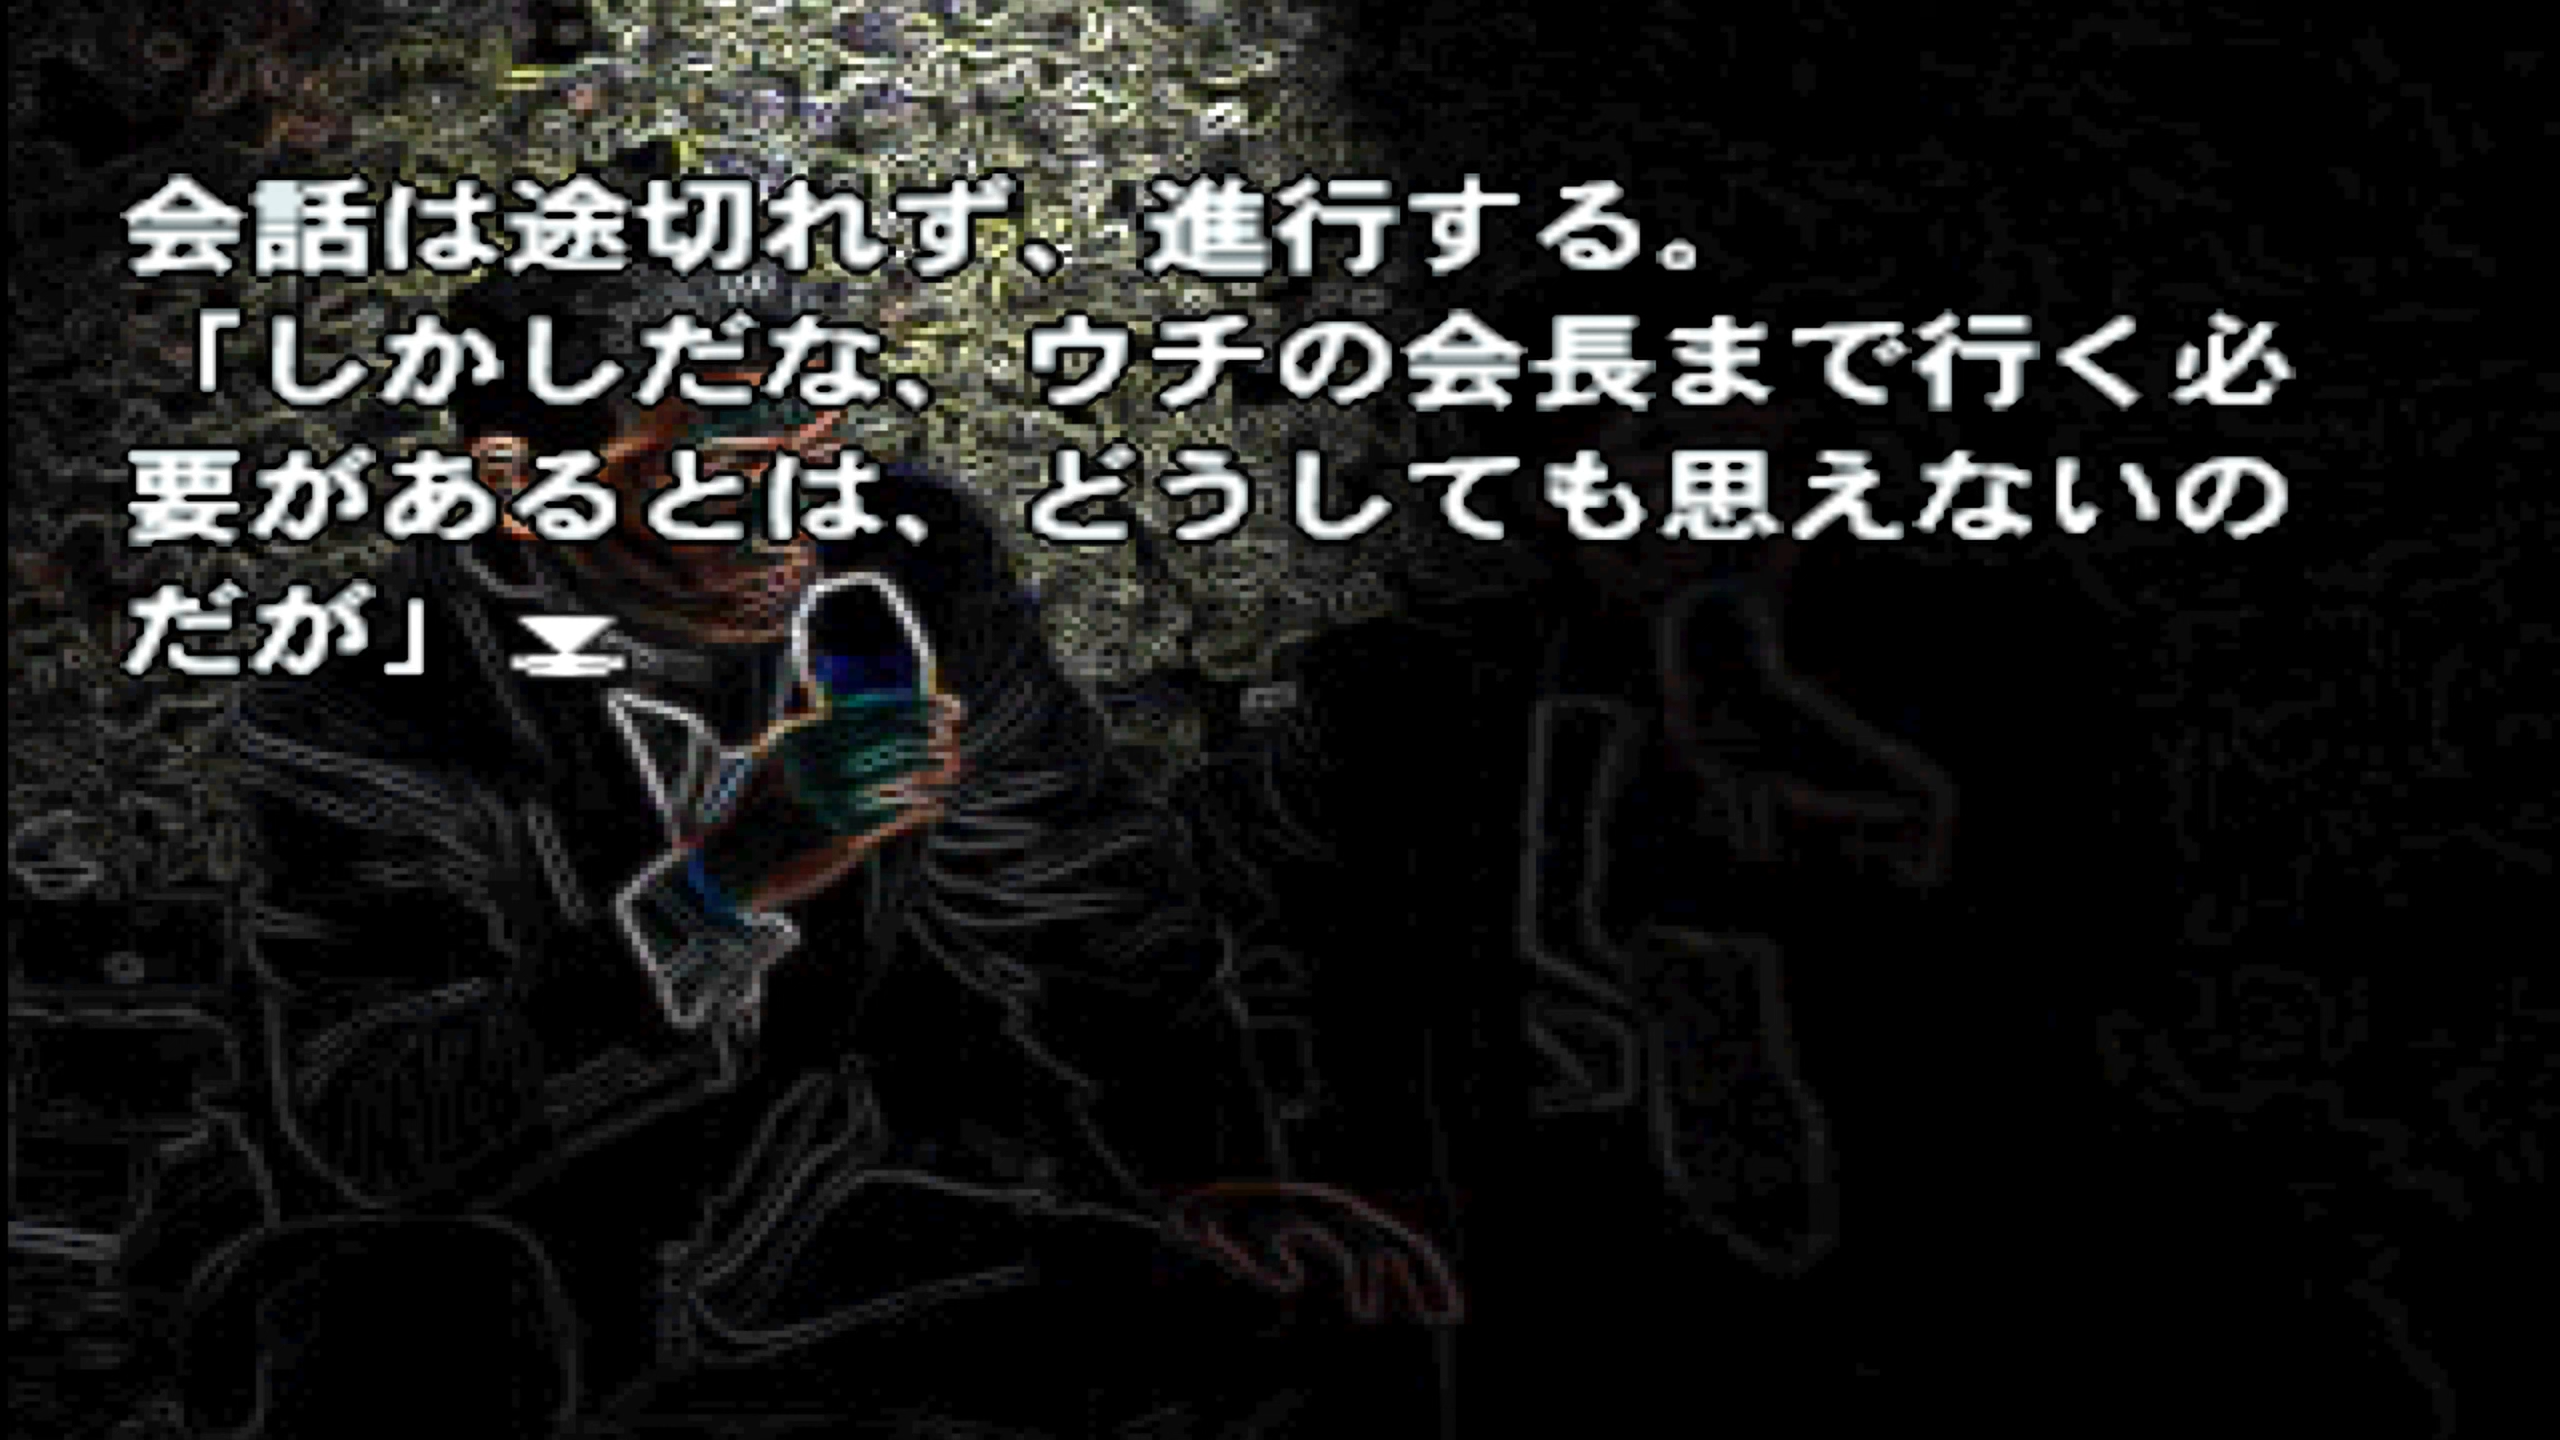 会話は途切れず、進行する。
「しかしだな、ウチの会長まで行く必
要があるとは、どうしても思えないの
だが」